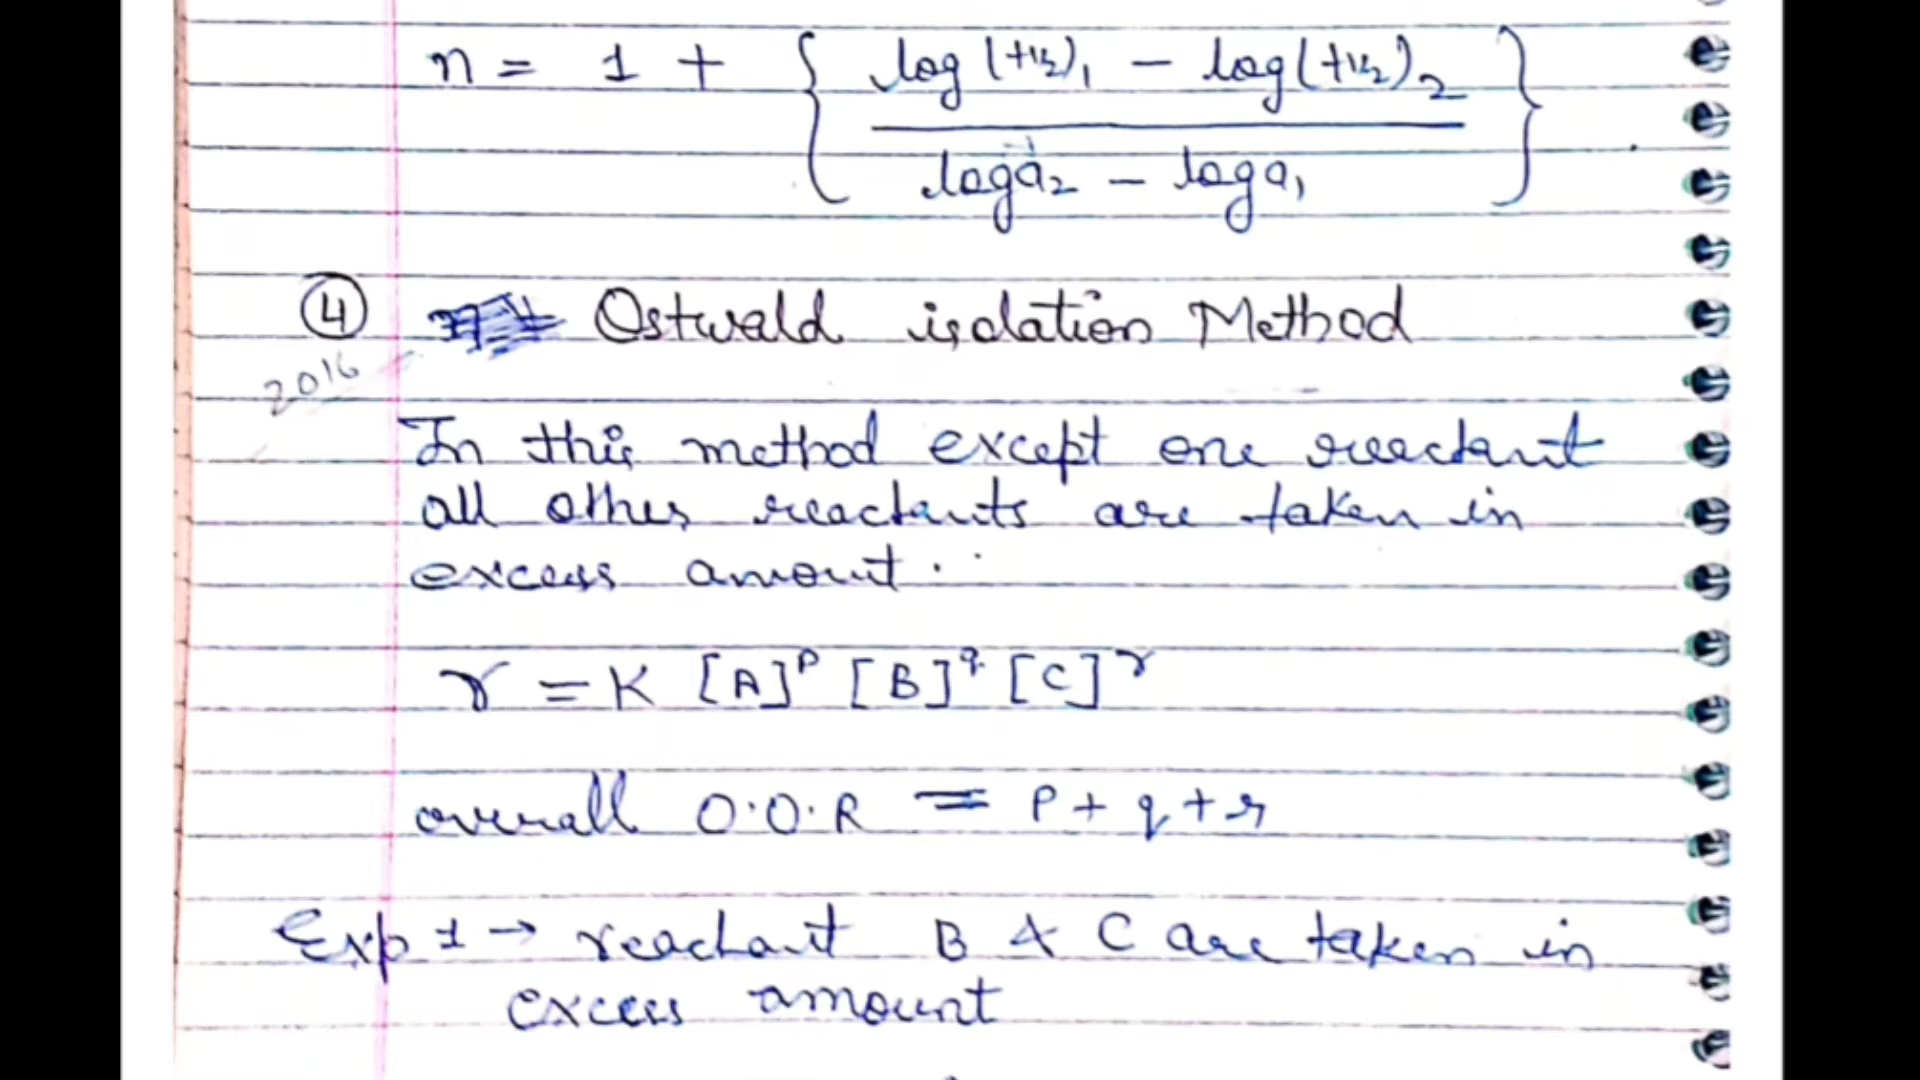 n = 1 + { log (t1/2)1 - log (t1/2)2
loga2 - loga1 }
④ Ostwald isolation Method
2016
In this method except one reactant
all other reactants are taken in
excess amount.
r = K [A]^p [B]^q [C]^r
overall O.O.R = P + q + r
Exp 1 → reactant B & C are taken in
excess amount